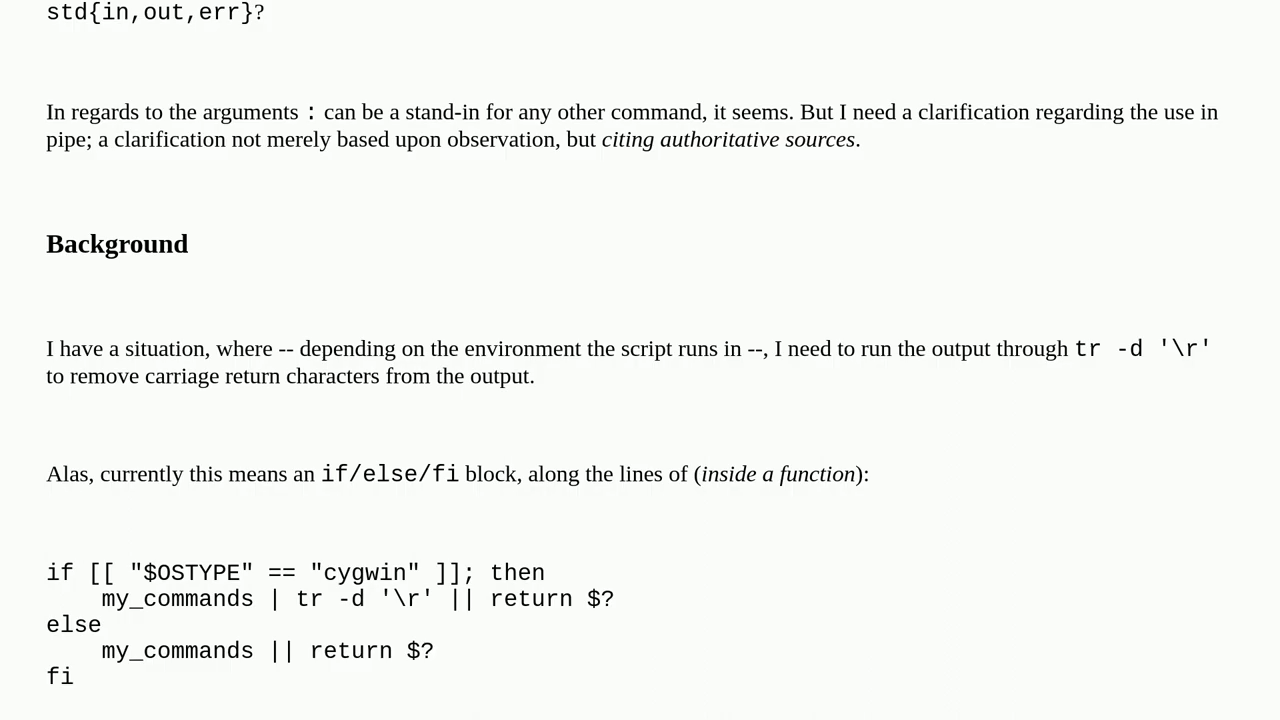 std{in,out,err}?
In regards to the arguments : can be a stand-in for any other command, it seems. But I need a clarification regarding the use in
pipe; a clarification not merely based upon observation, but citing authoritative sources.
Background
I have a situation, where -- depending on the environment the script runs in --, I need to run the output through tr -d '\r'
to remove carriage return characters from the output.
Alas, currently this means an if/else/fi block, along the lines of (inside a function):
if [[ "$OSTYPE" == "cygwin" ]]; then
    my_commands | tr -d '\r' || return $?
else
    my_commands || return $?
fi